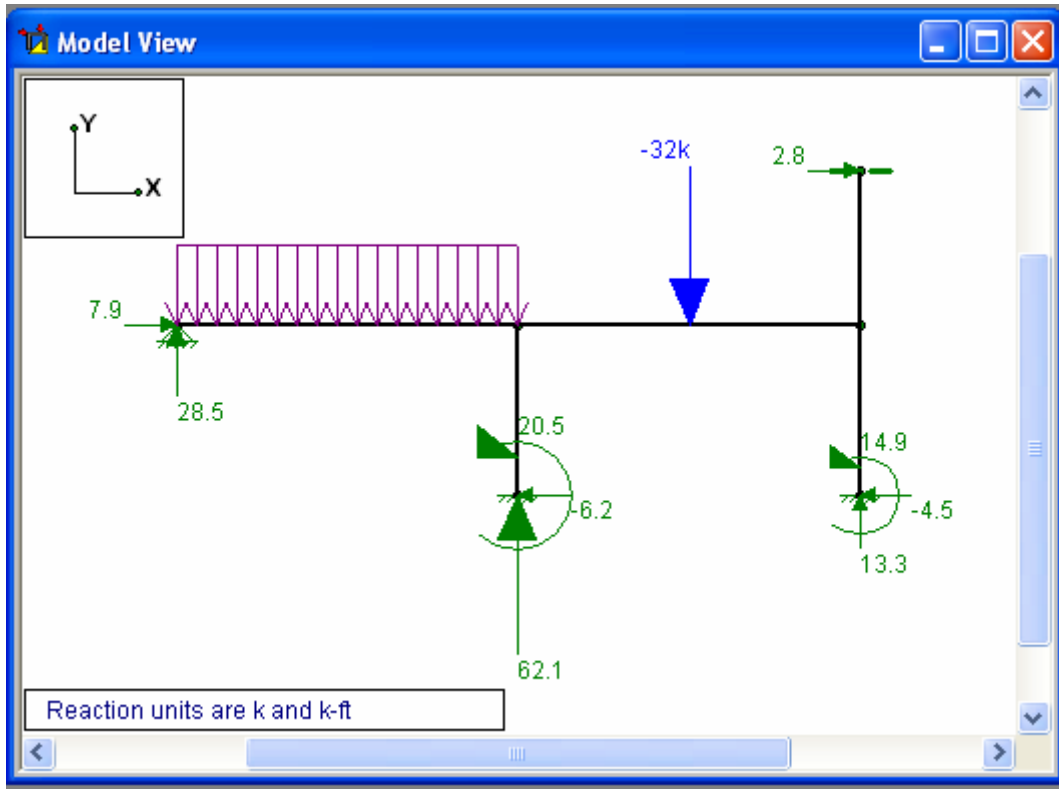 Model View
Y
X
-32k
2.8
7.9
28.5
20.5
14.9
-6.2
-4.5
13.3
62.1
Reaction units are k and k-ft